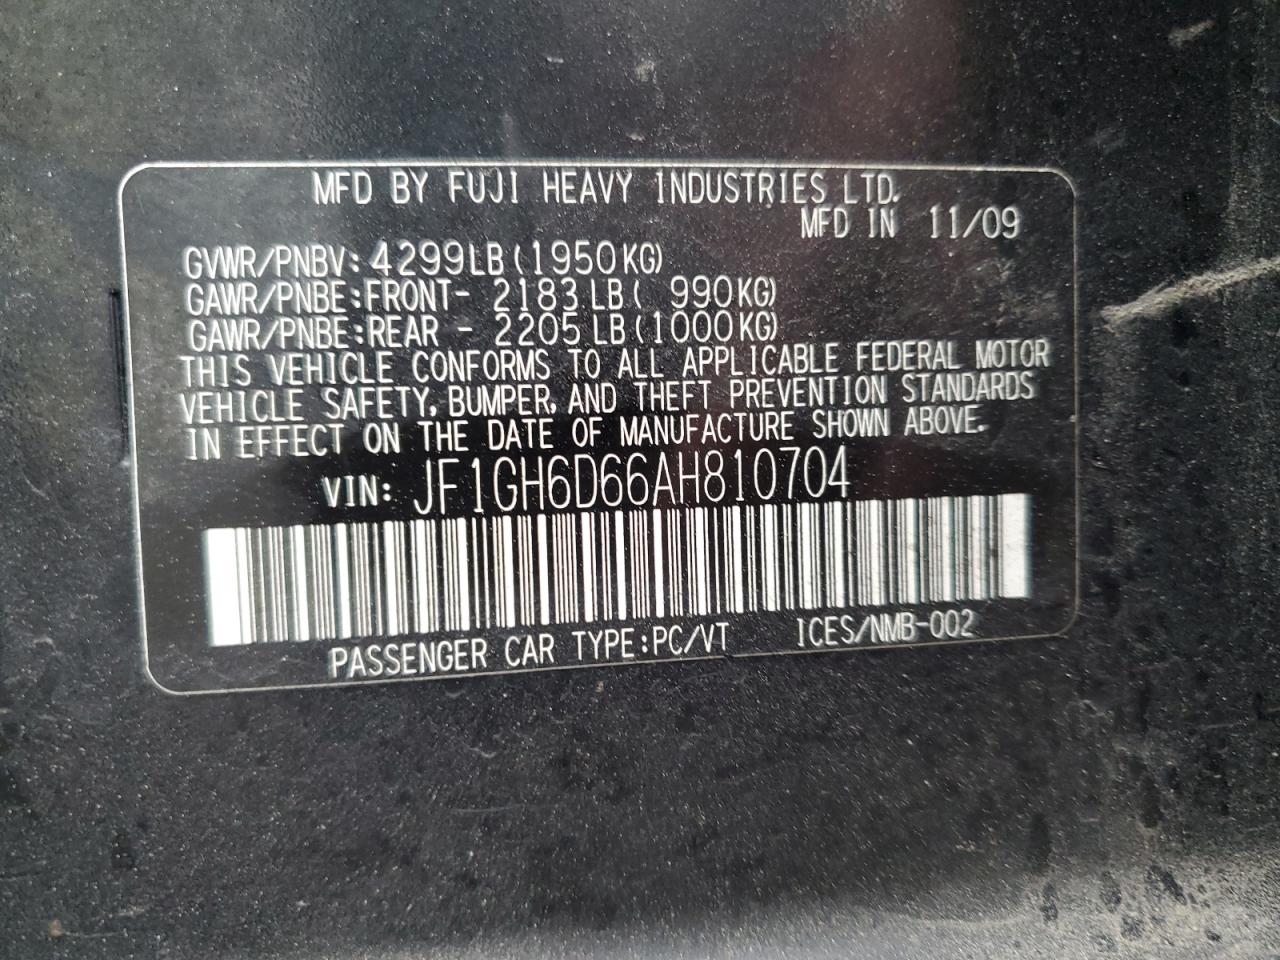 MFD BY FUJI HEAVY INDUSTRIES LTD.
MFD IN 11/09
GVWR/PNBV: 4299LB(1950KG)
GAWR/PNBE:FRONT- 2183LB( 990KG)
GAWR/PNBE:REAR - 2205LB(1000KG)
THIS VEHICLE CONFORMS TO ALL APPLICABLE FEDERAL MOTOR
VEHICLE SAFETY, BUMPER, AND THEFT PREVENTION STANDARDS
IN EFFECT ON THE DATE OF MANUFACTURE SHOWN ABOVE.
VIN: JF1GH6D66AH810704
PASSENGER CAR TYPE:PC/VT ICES/NMB-002